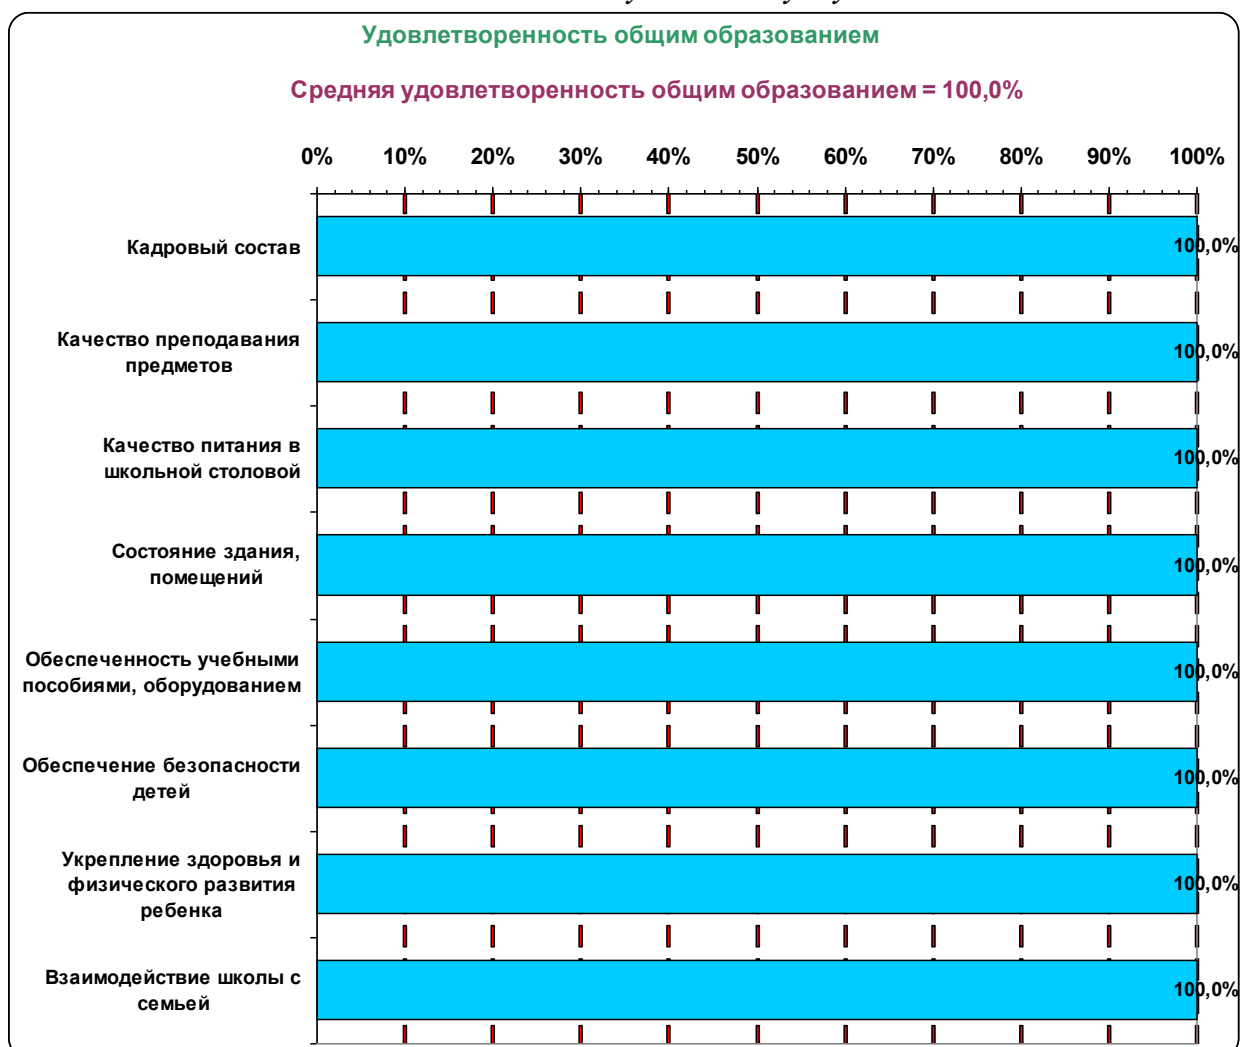 Удовлетворенность общим образованием
Средняя удовлетворенность общим образованием = 100,0%
0% 10% 20% 30% 40% 50% 60% 70% 80% 90% 100%
Кадровый состав
100,0%
Качество преподавания
предметов
100,0%
Качество питания в
школьной столовой
100,0%
Состояние здания,
помещений
100,0%
Обеспеченность учебными
пособиями, оборудованием
100,0%
Обеспечение безопасности
детей
100,0%
Укрепление здоровья и
физического развития
ребенка
100,0%
Взаимодействие школы с
семьей
100,0%